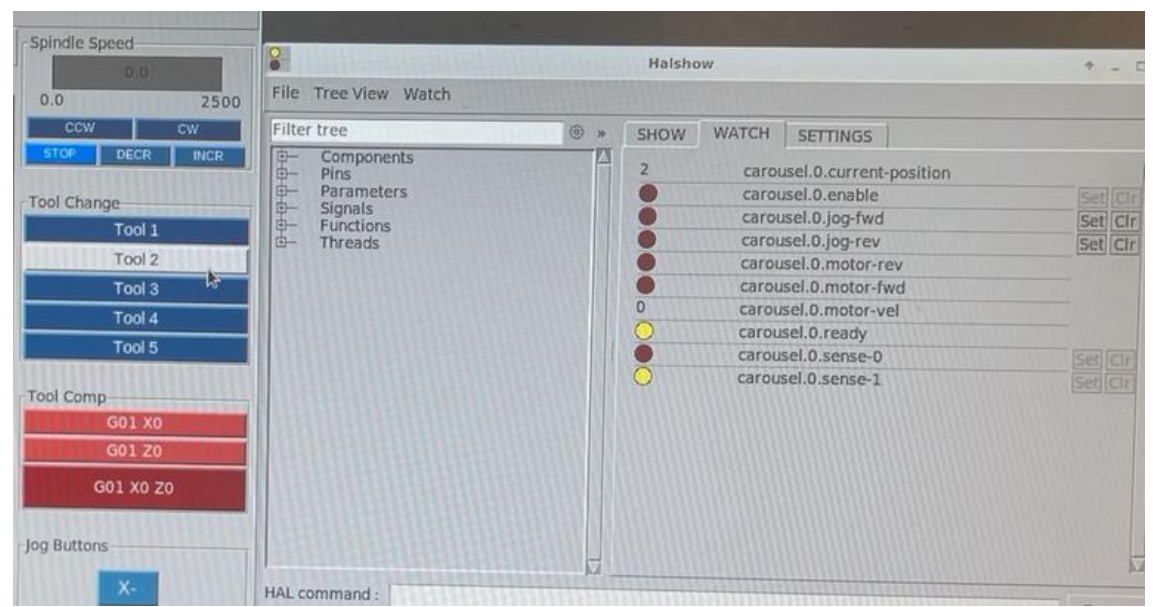 Spindle Speed
0.0
0.0 2500
CCW CW
STOP DECR INCR
Tool Change
Tool 1
Tool 2
Tool 3
Tool 4
Tool 5
Tool Comp
G01 X0
G01 Z0
G01 X0 Z0
Jog Buttons
X-
Halshow
File Tree View Watch
Filter tree
Components
Pins
Parameters
Signals
Functions
Threads
SHOW WATCH SETTINGS
2 carousel.0.current-position
carousel.0.enable Set Clr
carousel.0.jog-fwd Set Clr
carousel.0.jog-rev Set Clr
carousel.0.motor-rev
carousel.0.motor-fwd
0 carousel.0.motor-vel
carousel.0.ready
carousel.0.sense-0 Set Clr
carousel.0.sense-1 Set Clr
HAL command :